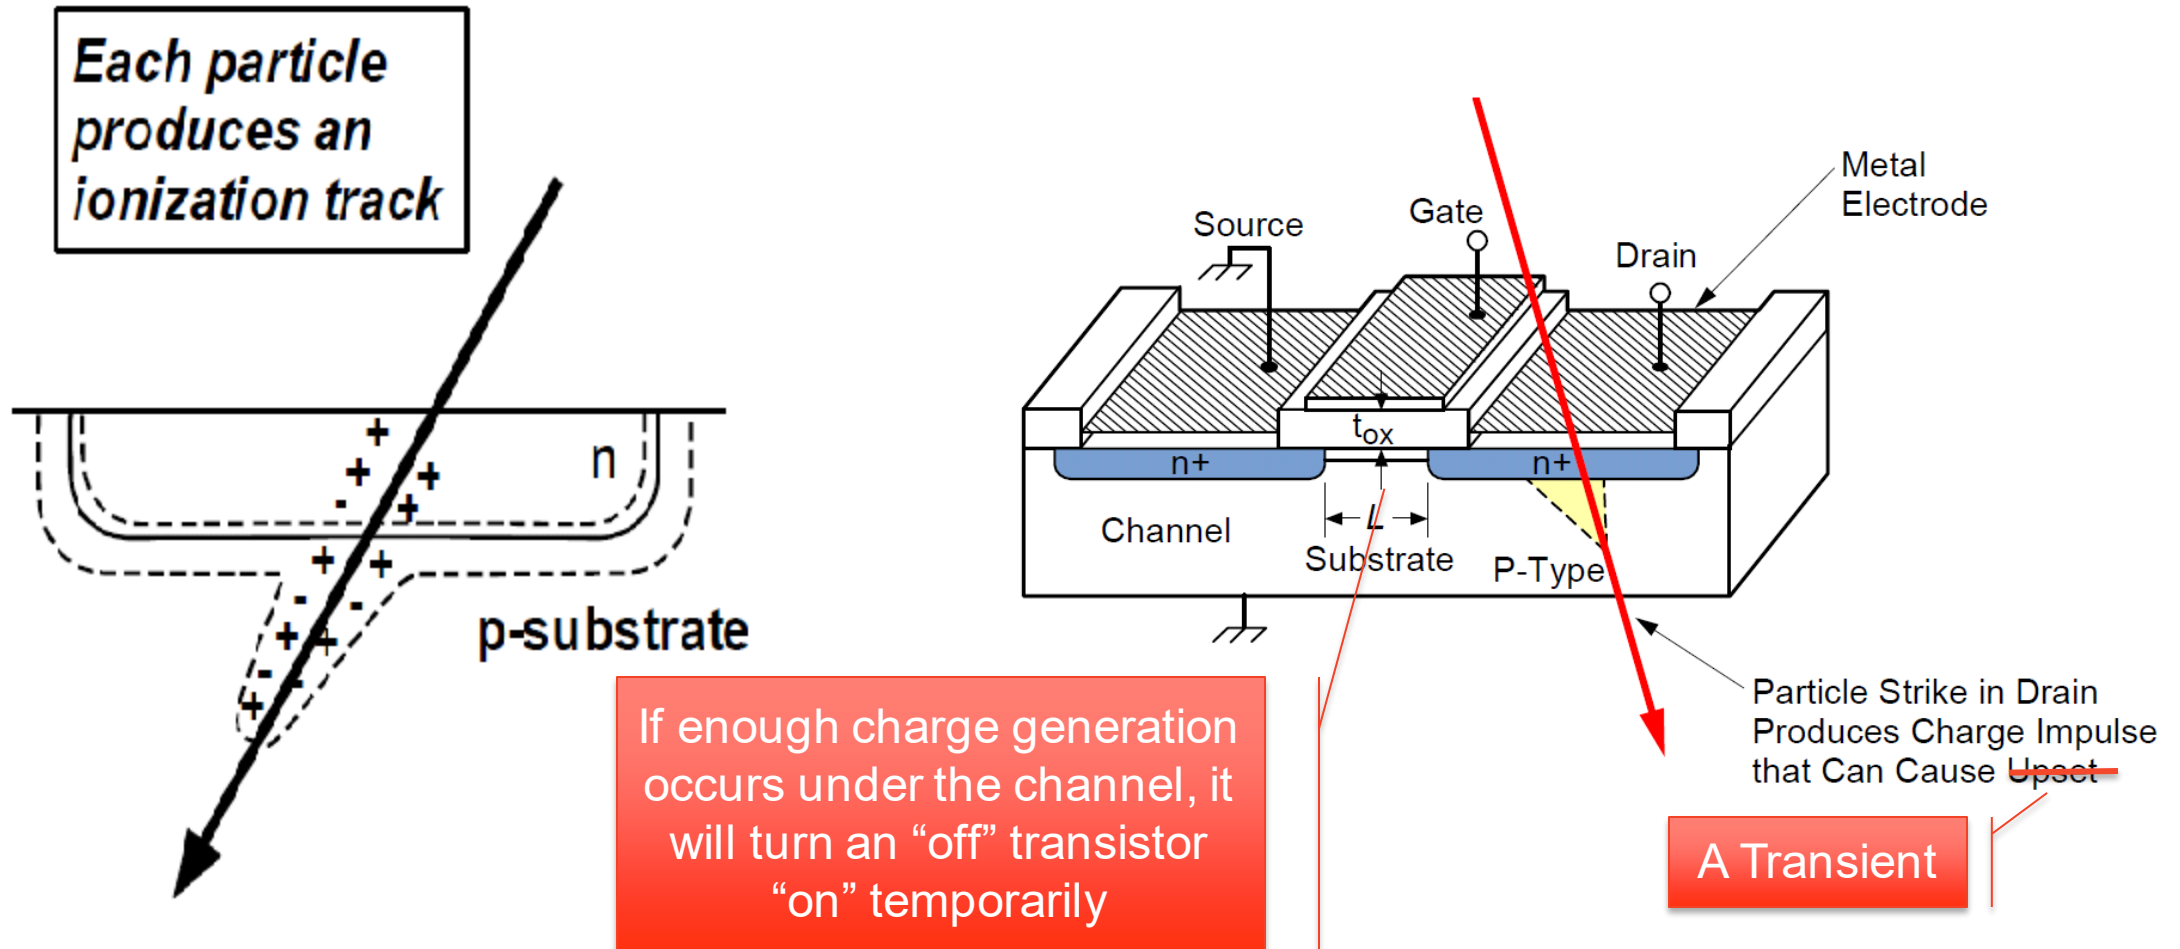 Each particle
produces an
ionization track
n
p-substrate
Source
Gate
Drain
Metal
Electrode
tox
n+
n+
L
Channel
Substrate
P-Type
Particle Strike in Drain
Produces Charge Impulse
that Can Cause Upset
A Transient
If enough charge generation
occurs under the channel, it
will turn an “off” transistor
“on” temporarily